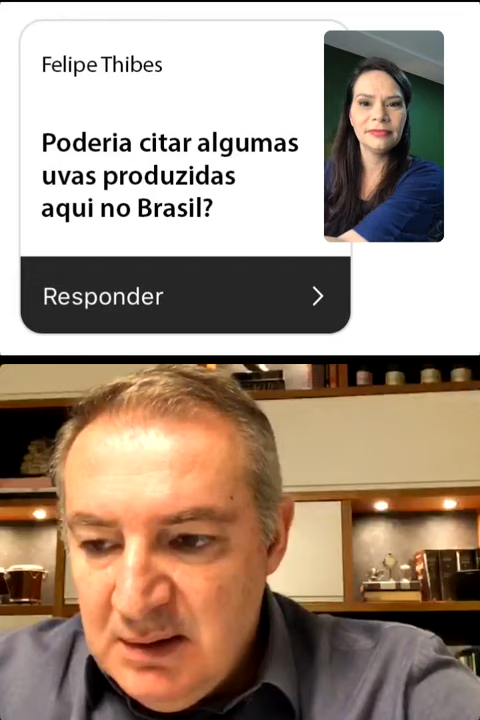 Felipe Thibes
Poderia citar algumas
uvas produzidas
aqui no Brasil?
Responder